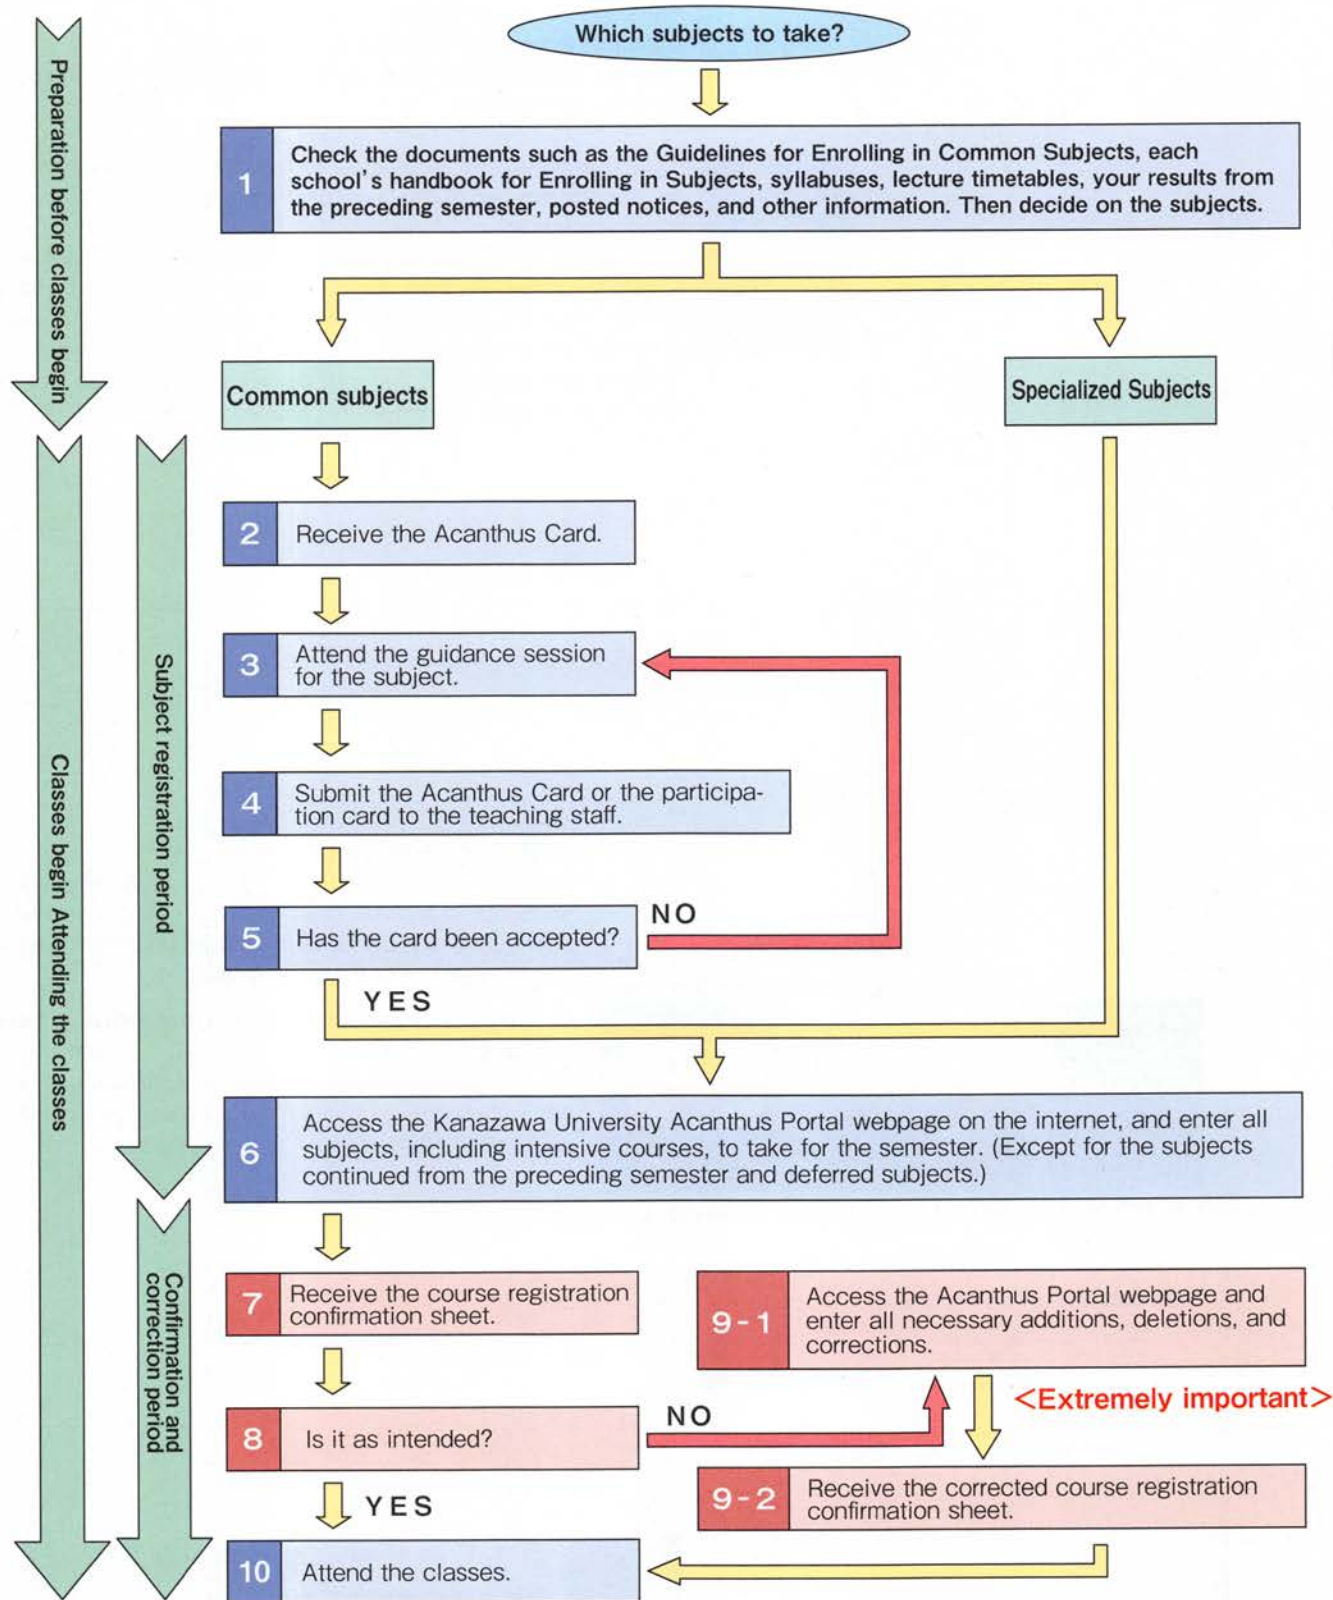 Which subjects to take?
Preparation before classes begin
1
Check the documents such as the Guidelines for Enrolling in Common Subjects, each
school's handbook for Enrolling in Subjects, syllabuses, lecture timetables, your results from
the preceding semester, posted notices, and other information. Then decide on the subjects.
Common subjects
Specialized Subjects
Classes begin Attending the classes
Subject registration period
2
Receive the Acanthus Card.
3
Attend the guidance session
for the subject.
4
Submit the Acanthus Card or the participa-
tion card to the teaching staff.
5
Has the card been accepted?
NO
YES
6
Access the Kanazawa University Acanthus Portal webpage on the internet, and enter all
subjects, including intensive courses, to take for the semester. (Except for the subjects
continued from the preceding semester and deferred subjects.)
Confirmation and
correction period
7
Receive the course registration
confirmation sheet.
9-1
Access the Acanthus Portal webpage and
enter all necessary additions, deletions, and
corrections.
<Extremely important>
8
Is it as intended?
NO
YES
9-2
Receive the corrected course registration
confirmation sheet.
10
Attend the classes.